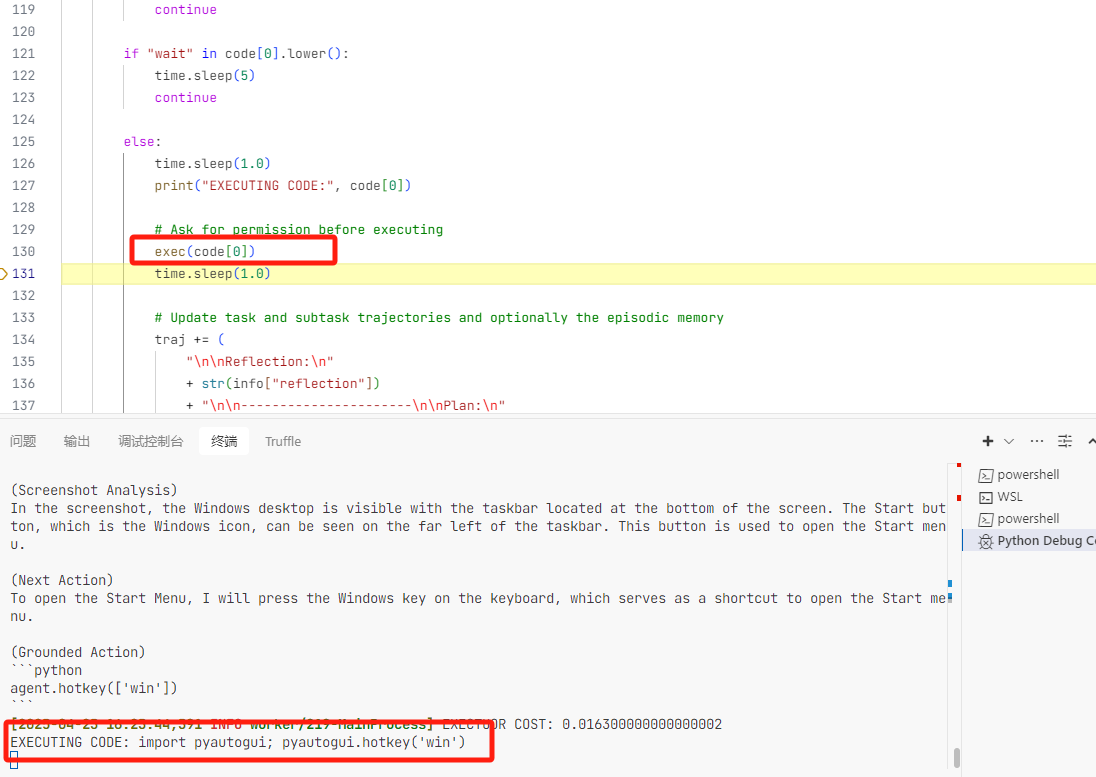 119 continue
120
121 if "wait" in code[0].lower():
122 time.sleep(5)
123 continue
124
125 else:
126 time.sleep(1.0)
127 print("EXECUTING CODE:", code[0])
128
129 # Ask for permission before executing
130 exec(code[0])
131 time.sleep(1.0)
132
133 # Update task and subtask trajectories and optionally the episodic memory
134 traj += (
135 "\n\nReflection:\n"
136 + str(info["reflection"])
137 + "\n\n----------------------\n\nPlan:\n"
问题 输出 调试控制台 终端 Truffle
(Screenshot Analysis)
In the screenshot, the Windows desktop is visible with the taskbar located at the bottom of the screen. The Start but
ton, which is the Windows icon, can be seen on the far left of the taskbar. This button is used to open the Start men
u.
(Next Action)
To open the Start Menu, I will press the Windows key on the keyboard, which serves as a shortcut to open the Start me
nu.
(Grounded Action)
```python
agent.hotkey(['win'])
```
INFO worker/219-MainProcess] EXECTUOR COST: 0.016300000000000002
EXECUTING CODE: import pyautogui; pyautogui.hotkey('win')
powershell
WSL
powershell
Python Debug Co